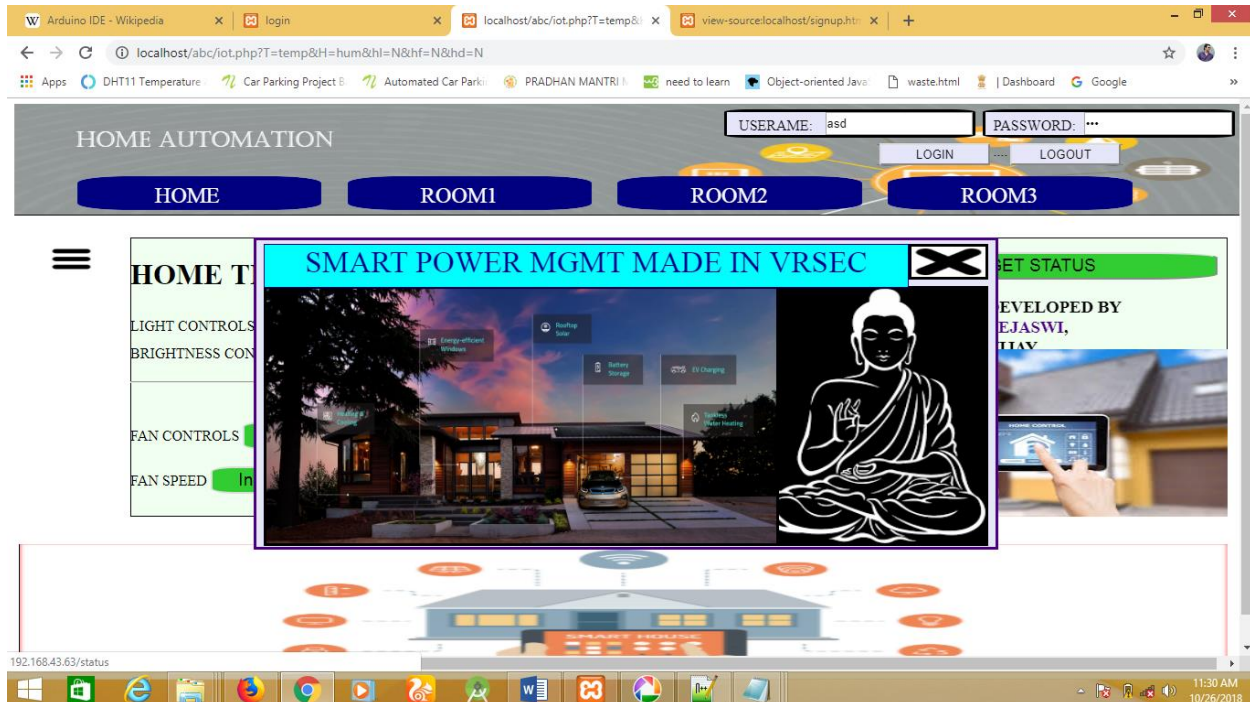 Arduino IDE - Wikipedia
login
localhost/abc/iot.php?T=temp&
view-source:localhost/signup.htm
localhost/abc/iot.php?T=temp&H=hum&hl=N&hf=N&hd=N
Apps
DHT11 Temperature
Car Parking Project
Automated Car Parkin
PRADHAN MANTRI
need to learn
Object-oriented Java
waste.html
| Dashboard
Google
HOME AUTOMATION
USERAME: asd
PASSWORD: •••
LOGIN .... LOGOUT
HOME
ROOM1
ROOM2
ROOM3
SMART POWER MGMT MADE IN VRSEC
GET STATUS
HOME
LIGHT CONTROLS
BRIGHTNESS CON
FAN CONTROLS
FAN SPEED In
Energy-efficient
Windows
Rooftop
Solar
Battery
Storage
EV Charging
Heating &
Cooling
Tankless
Water Heating
EVELOPED BY
EJASWI,
HOME CONTROL
SMART HOUSE
192.168.43.63/status
11:30 AM
10/26/2018